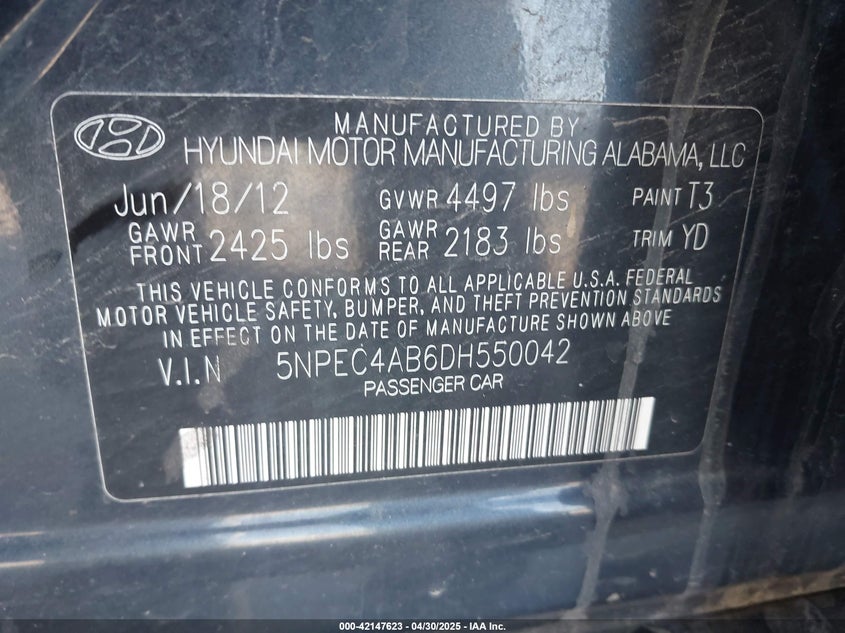 MANUFACTURED BY
HYUNDAI MOTOR MANUFACTURING ALABAMA, LLC
Jun/18/12 GVWR 4497 lbs PAINT T3
GAWR FRONT 2425 lbs GAWR REAR 2183 lbs TRIM YD
THIS VEHICLE CONFORMS TO ALL APPLICABLE U.S.A. FEDERAL
MOTOR VEHICLE SAFETY, BUMPER, AND THEFT PREVENTION STANDARDS
IN EFFECT ON THE DATE OF MANUFACTURE SHOWN ABOVE
V.I.N 5NPEC4AB6DH550042
PASSENGER CAR
000-42147623 - 04/30/2025 - IAA Inc.